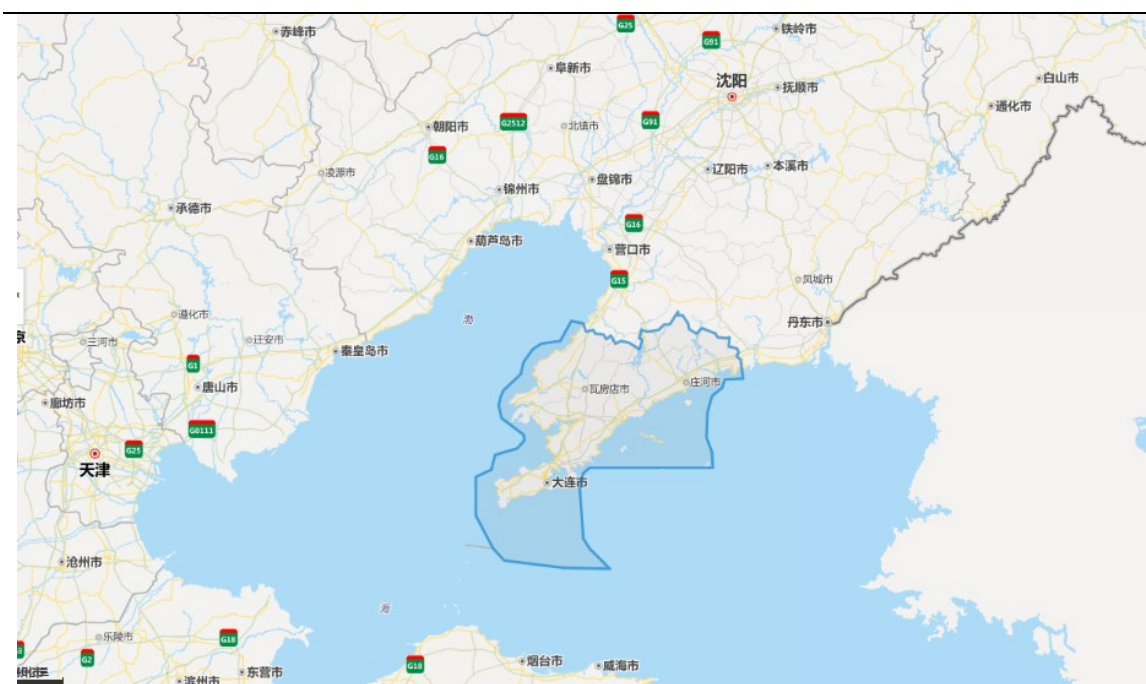 赤峰市
G25
铁岭市
G91
阜新市
沈阳
抚顺市
白山市
通化市
朝阳市
G2512
北镇市
G91
G16
凌源市
盘锦市
辽阳市
本溪市
锦州市
承德市
G16
葫芦岛市
营口市
G15
凤城市
遵化市
渤
丹东市
京
三河市
迁安市
秦皇岛市
G1
唐山市
瓦房店市
庄河市
廊坊市
G0111
G25
天津
大连市
沧州市
海
乐陵市
G18
G2
G18
烟台市
威海市
东营市
滨州市